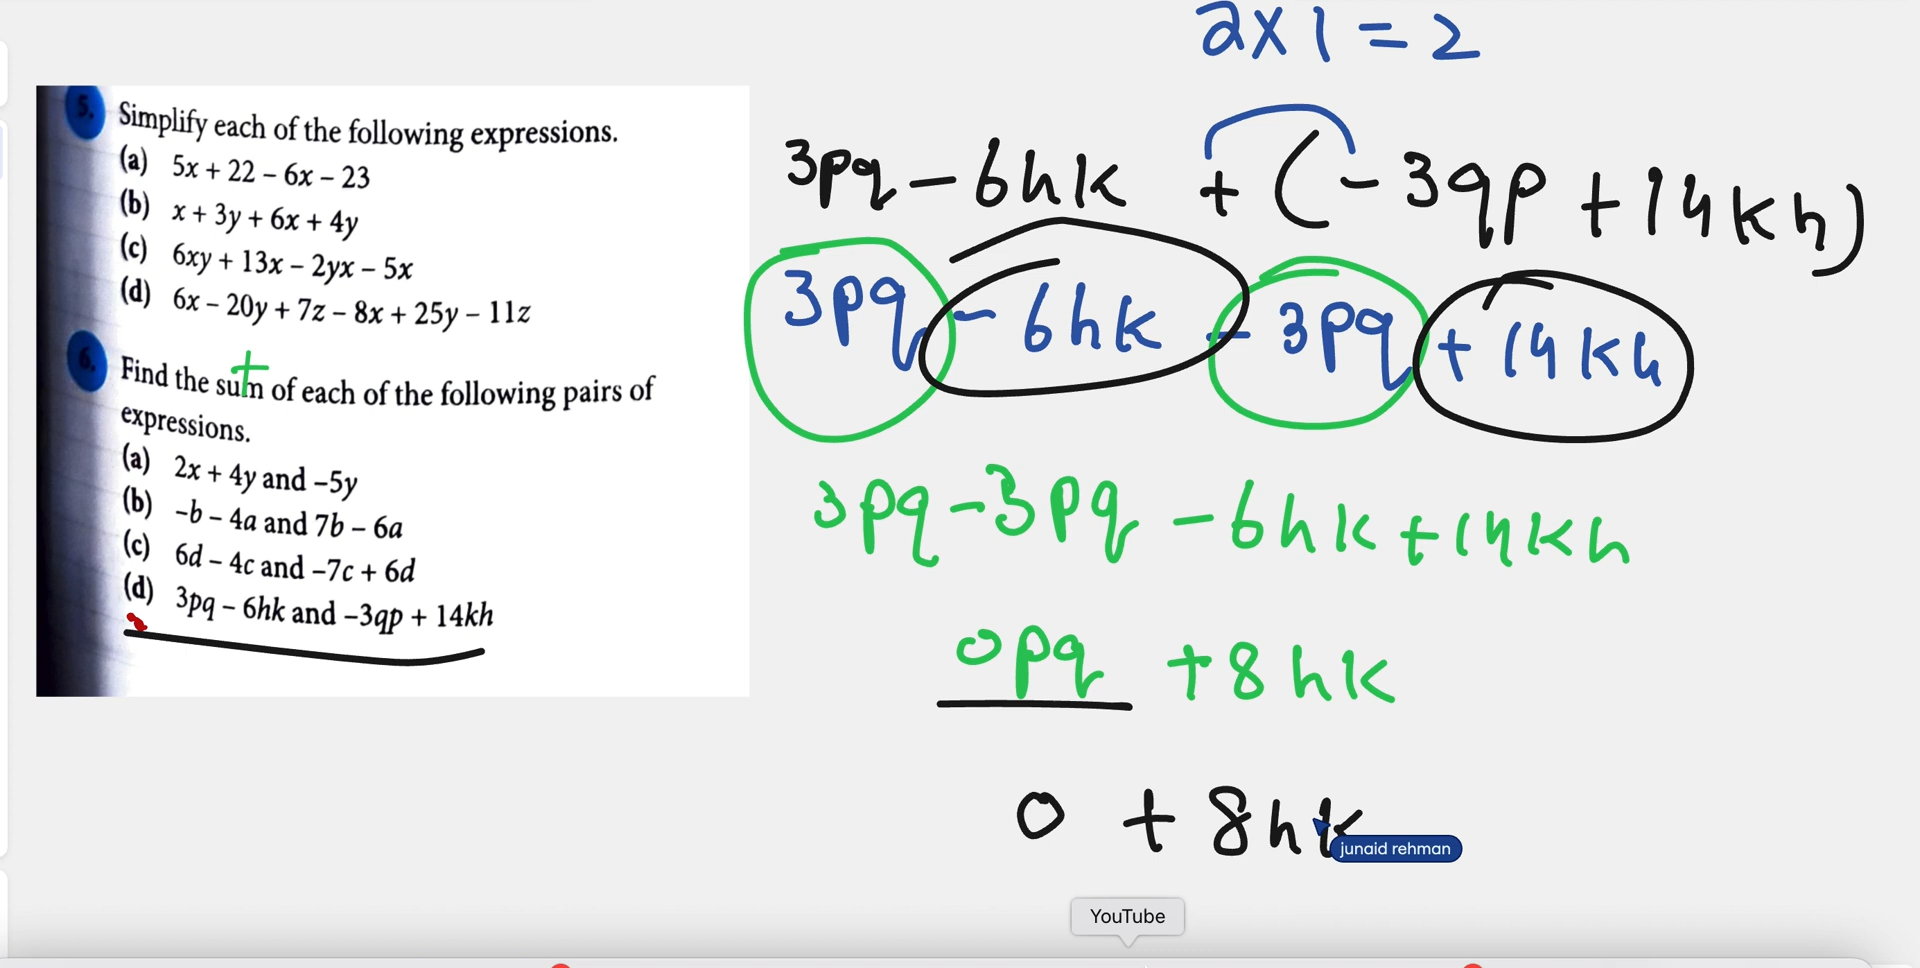 2 x 1 = 2
5. Simplify each of the following expressions.
(a) 5x + 22 – 6x – 23
(b) x + 3y + 6x + 4y
(c) 6xy + 13x – 2yx – 5x
(d) 6x – 20y + 7z – 8x + 25y – 11z
6. Find the sum of each of the following pairs of
+
expressions.
(a) 2x + 4y and –5y
(b) –b – 4a and 7b – 6a
(c) 6d – 4c and –7c + 6d
(d) 3pq – 6hk and –3qp + 14kh
3pq – 6hk + (– 3qp + 14kh)
3pq – 6hk – 3pq + 14kh
3pq – 3pq – 6hk + 14kh
0pq + 8hk
0 + 8hk
junaid rehman
YouTube